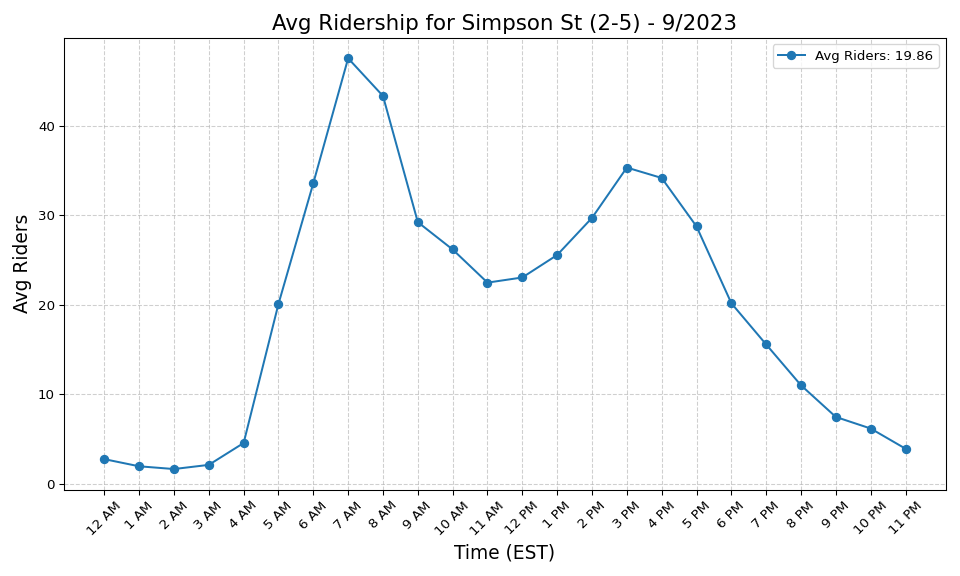 Avg Ridership for Simpson St (2-5) - 9/2023
Avg Riders: 19.86
Avg Riders
40
30
20
10
0
12 AM
1 AM
2 AM
3 AM
4 AM
5 AM
6 AM
7 AM
8 AM
9 AM
10 AM
11 AM
12 PM
1 PM
2 PM
3 PM
4 PM
5 PM
6 PM
7 PM
8 PM
9 PM
10 PM
11 PM
Time (EST)